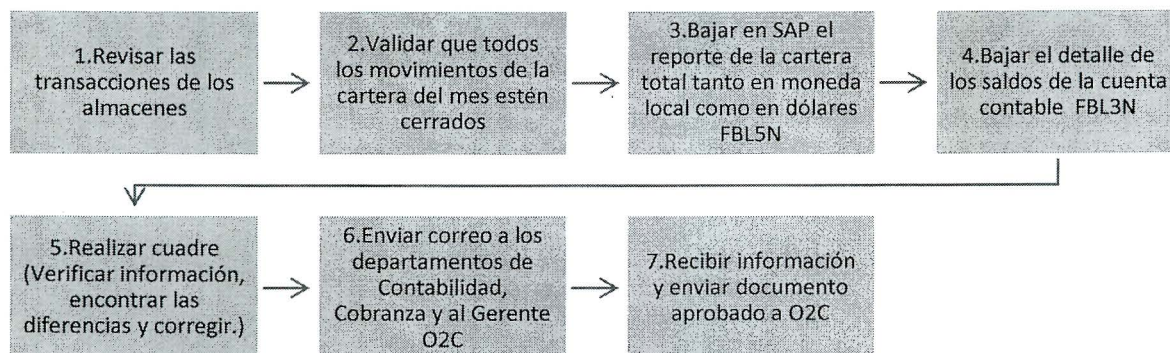 1.Revisar las
transacciones de los
almacenes
2.Validar que todos
los movimientos de la
cartera del mes estén
cerrados
3.Bajar en SAP el
reporte de la cartera
total tanto en moneda
local como en dólares
FBL5N
4.Bajar el detalle de
los saldos de la cuenta
contable FBL3N
5.Realizar cuadre
(Verificar información,
encontrar las
diferencias y corregir.)
6.Enviar correo a los
departamentos de
Contabilidad,
Cobranza y al Gerente
O2C
7.Recibir información
y enviar documento
aprobado a O2C